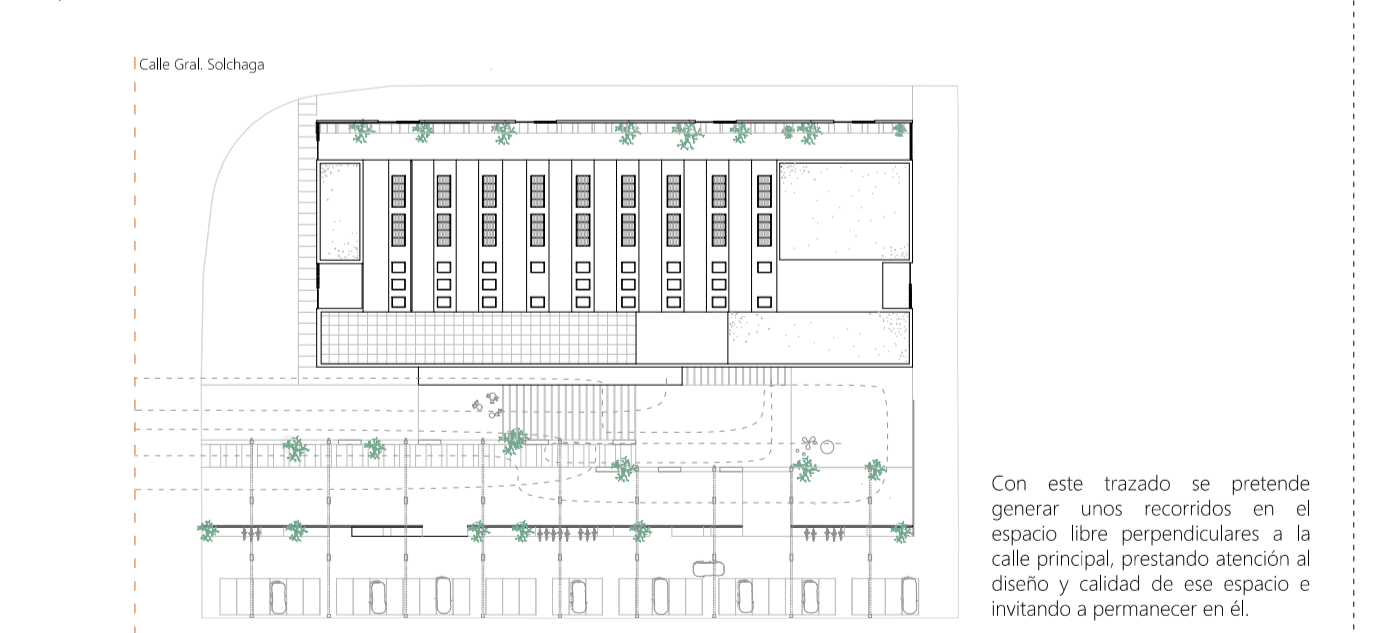 Calle Gral. Solchaga
Con este trazado se pretende
generar unos recorridos en el
espacio libre perpendiculares a la
calle principal, prestando atención al
diseño y calidad de ese espacio e
invitando a permanecer en él.